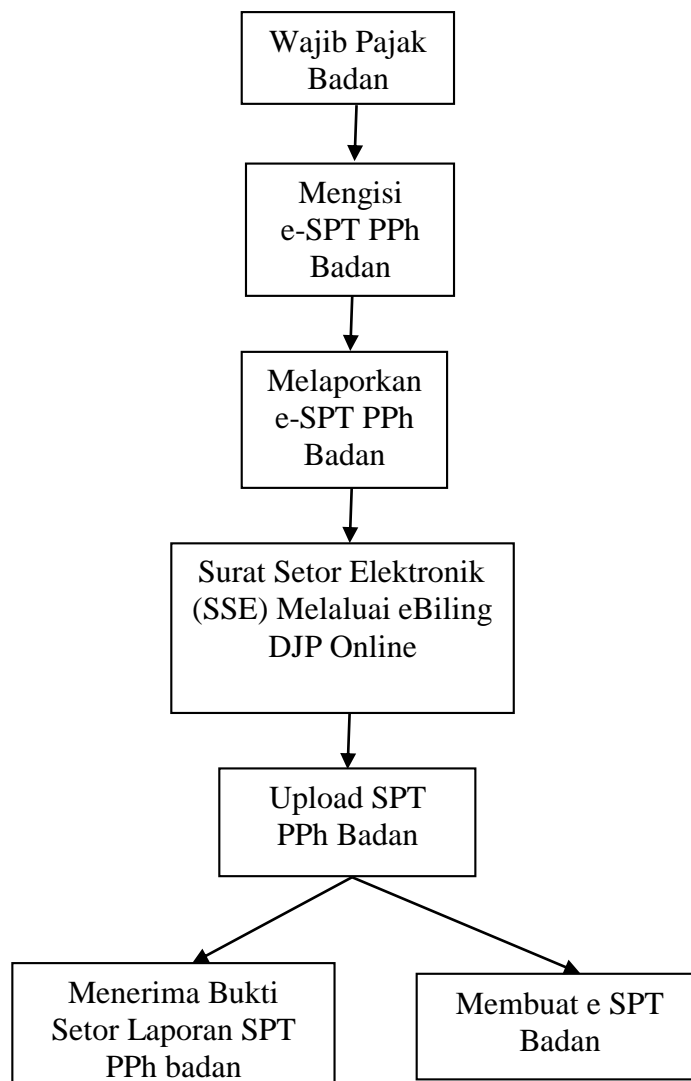 Wajib Pajak
Badan
Mengisi
e-SPT PPh
Badan
Melaporkan
e-SPT PPh
Badan
Surat Setor Elektronik
(SSE) Melaluai eBiling
DJP Online
Upload SPT
PPh Badan
Menerima Bukti
Setor Laporan SPT
PPh badan
Membuat e SPT
Badan